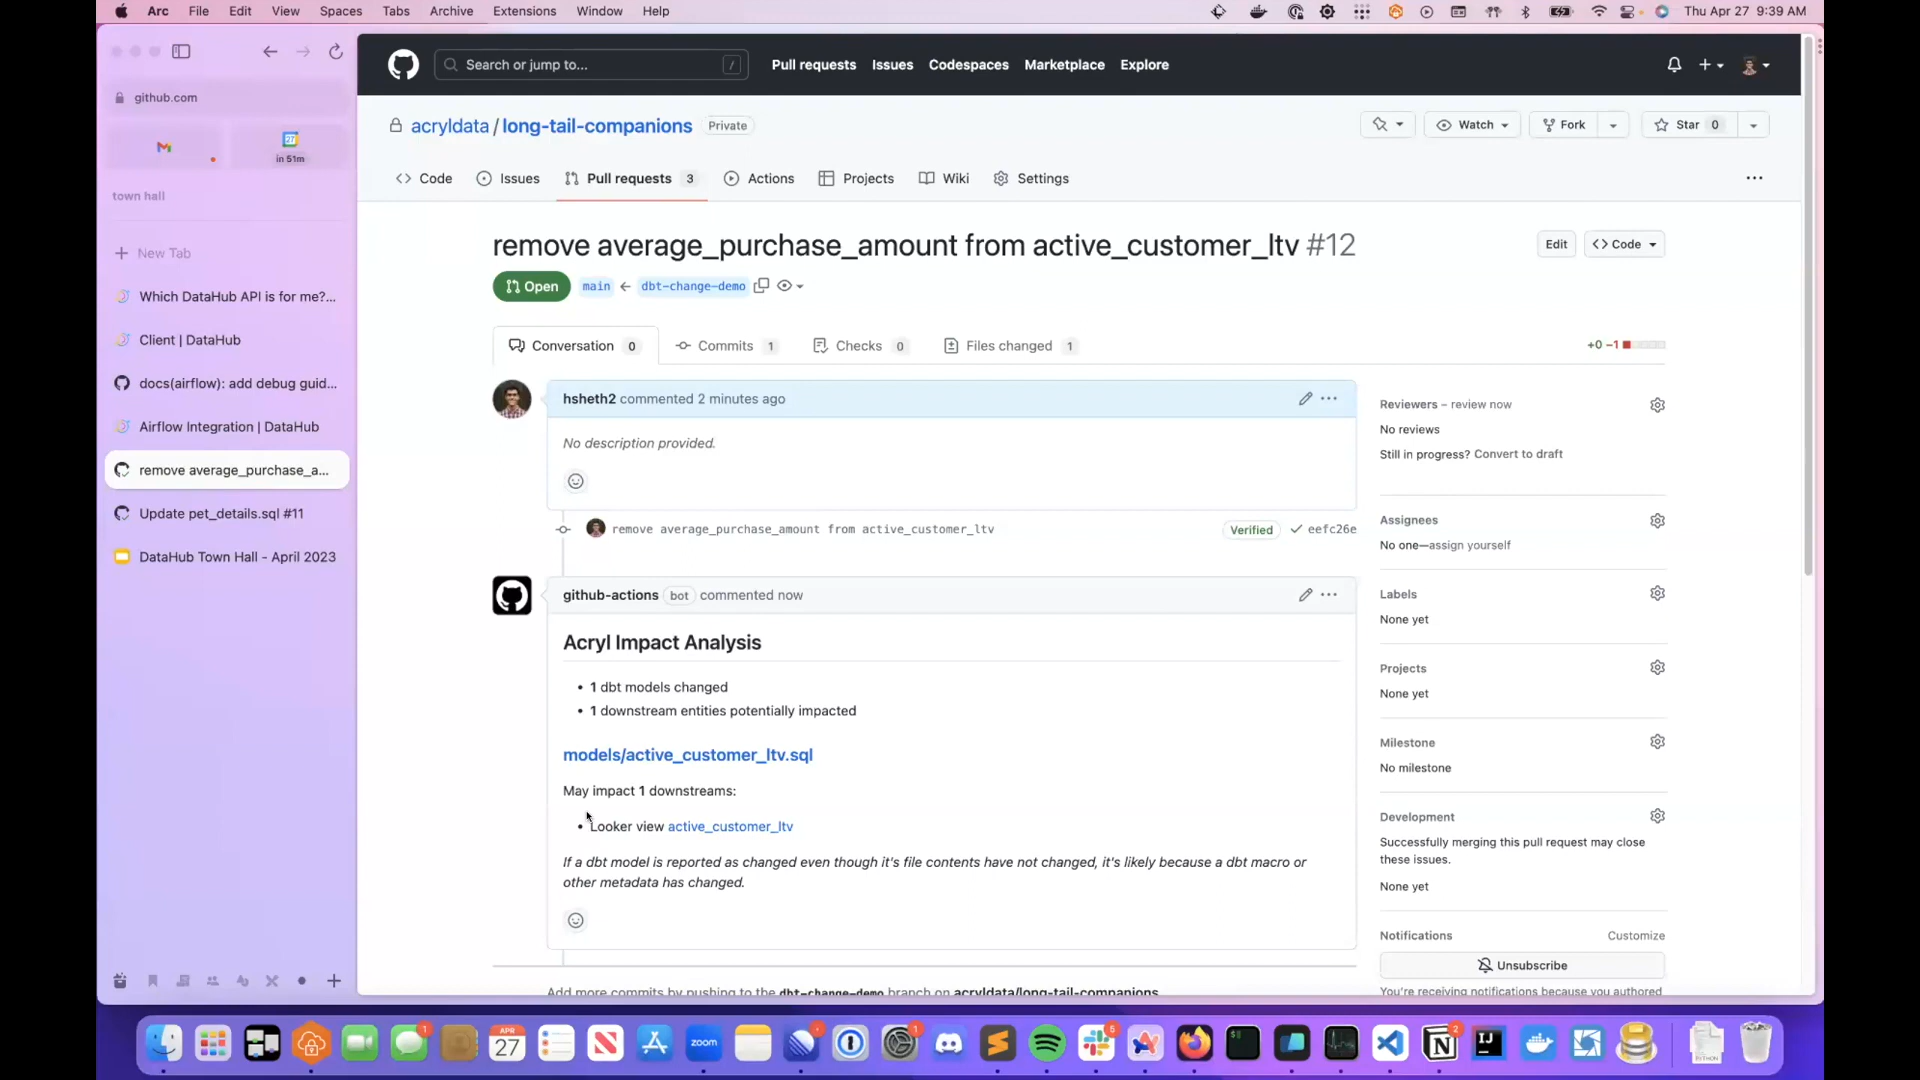 Arc File Edit View Spaces Tabs Archive Extensions Window Help
Thu Apr 27 9:39 AM
github.com
27
in 51m
town hall
New Tab
Which DataHub API is for me?...
Client | DataHub
docs(airflow): add debug guid...
Airflow Integration | DataHub
remove average_purchase_a...
Update pet_details.sql #11
DataHub Town Hall - April 2023
Search or jump to... /
Pull requests Issues Codespaces Marketplace Explore
acryldata / long-tail-companions Private
Watch Fork Star 0
Code Issues Pull requests 3 Actions Projects Wiki Settings
remove average_purchase_amount from active_customer_ltv #12
Edit <> Code
Open main ← dbt-change-demo
Conversation 0 Commits 1 Checks 0 Files changed 1
+0 −1
hsheth2 commented 2 minutes ago
No description provided.
remove average_purchase_amount from active_customer_ltv Verified eefc26e
github-actions bot commented now
Acryl Impact Analysis
• 1 dbt models changed
• 1 downstream entities potentially impacted
models/active_customer_ltv.sql
May impact 1 downstreams:
• Looker view active_customer_ltv
If a dbt model is reported as changed even though it's file contents have not changed, it's likely because a dbt macro or
other metadata has changed.
Add more commits by pushing to the dbt-change-demo branch on acryldata/long-tail-companions.
Reviewers – review now
No reviews
Still in progress? Convert to draft
Assignees
No one—assign yourself
Labels
None yet
Projects
None yet
Milestone
No milestone
Development
Successfully merging this pull request may close
these issues.
None yet
Notifications Customize
Unsubscribe
You're receiving notifications because you authored
1
APR
27
zoom
1
5
2
IJ
PYTHON